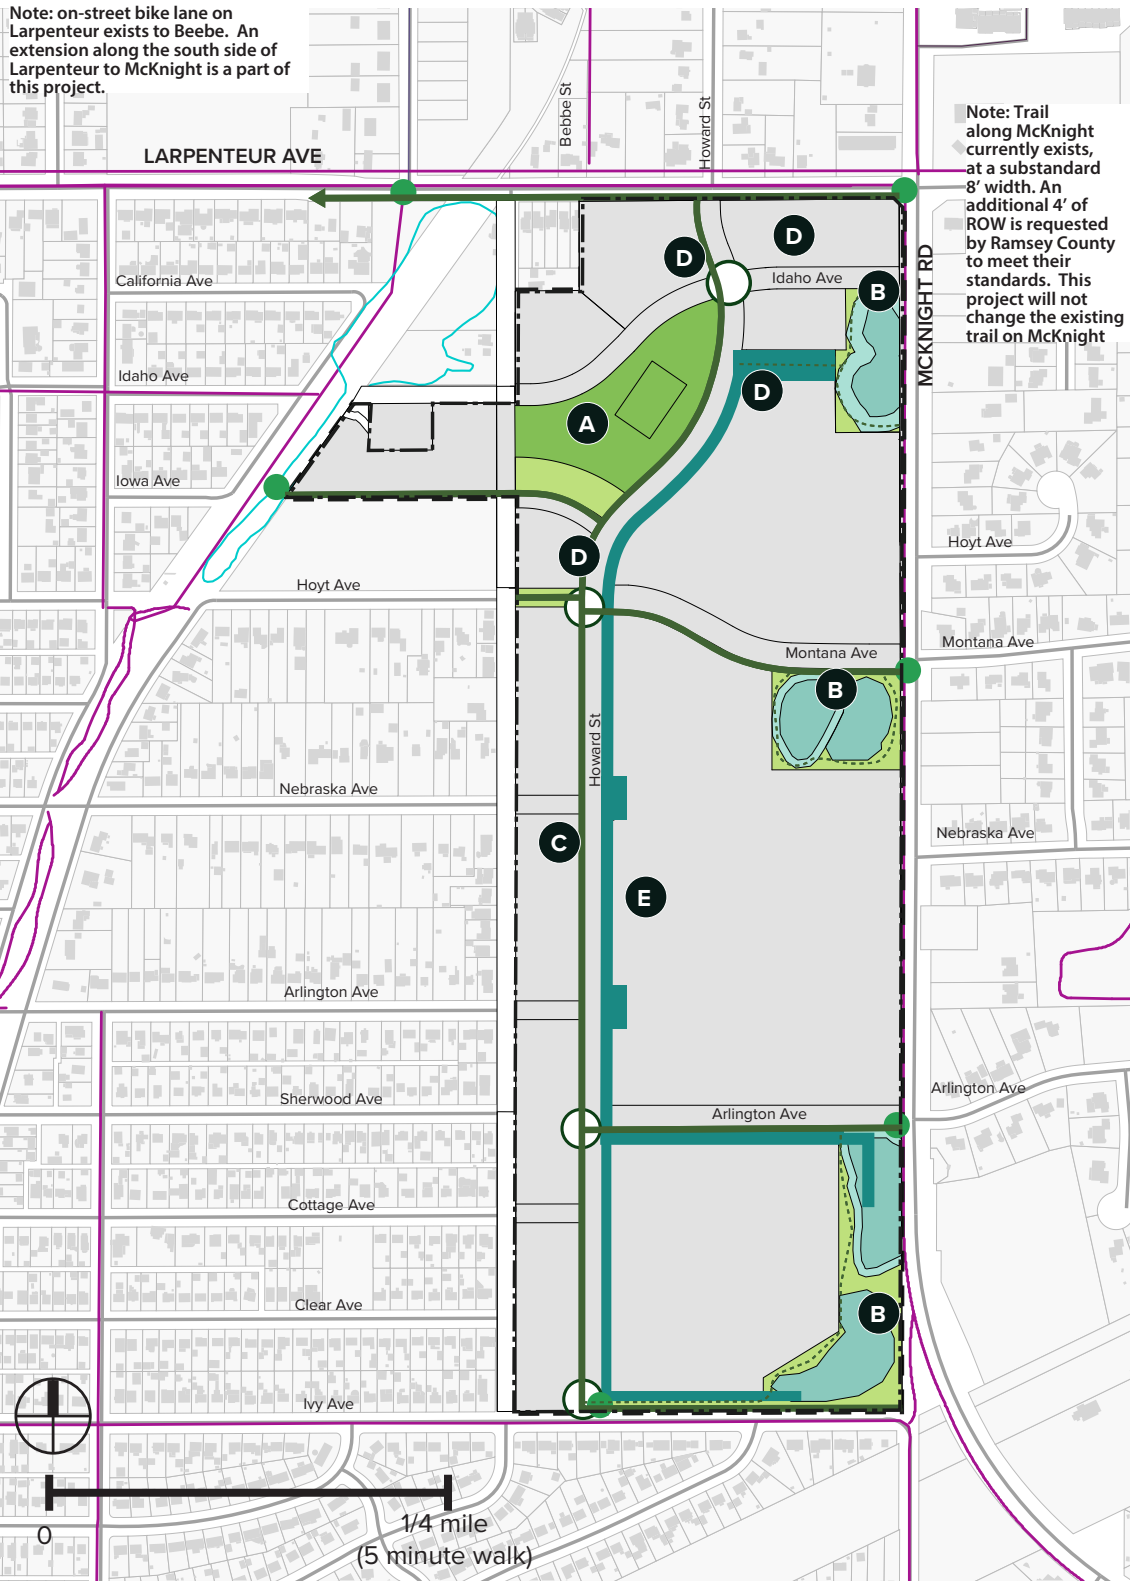 Note: on-street bike lane on
Larpenteur exists to Beebe.  An
extension along the south side of
Larpenteur to McKnight is a part of
this project.
Bebbe St
Howard St
LARPENTEUR AVE
Note: Trail
along McKnight
currently exists,
at a substandard
8' width. An
additional 4' of
ROW is requested
by Ramsey County
to meet their
standards.  This
project will not
change the existing
trail on McKnight
MCKNIGHT RD
D
D
Idaho Ave
B
California Ave
Idaho Ave
D
A
Iowa Ave
Hoyt Ave
D
Hoyt Ave
Montana Ave
Montana Ave
B
Howard St
Nebraska Ave
C
Nebraska Ave
E
Arlington Ave
Arlington Ave
Sherwood Ave
Arlington Ave
Cottage Ave
Clear Ave
B
Ivy Ave
0
1/4 mile
(5 minute walk)